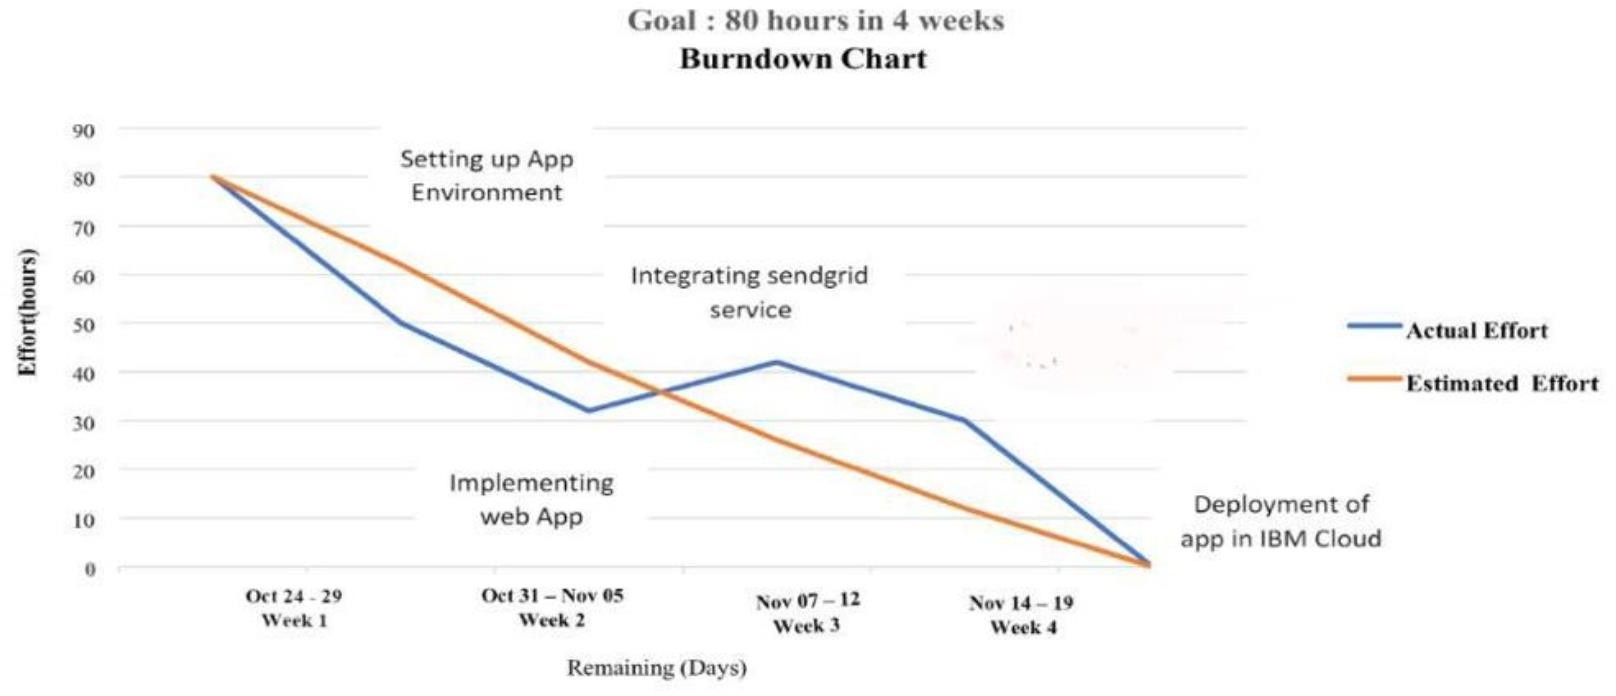 Goal : 80 hours in 4 weeks
Burndown Chart
90
80
70
60
50
40
30
20
10
0
Effort(hours)
Setting up App
Environment
Integrating sendgrid
service
Implementing
web App
Deployment of
app in IBM Cloud
Actual Effort
Estimated Effort
Oct 24 - 29
Week 1
Oct 31 – Nov 05
Week 2
Nov 07 – 12
Week 3
Nov 14 – 19
Week 4
Remaining (Days)